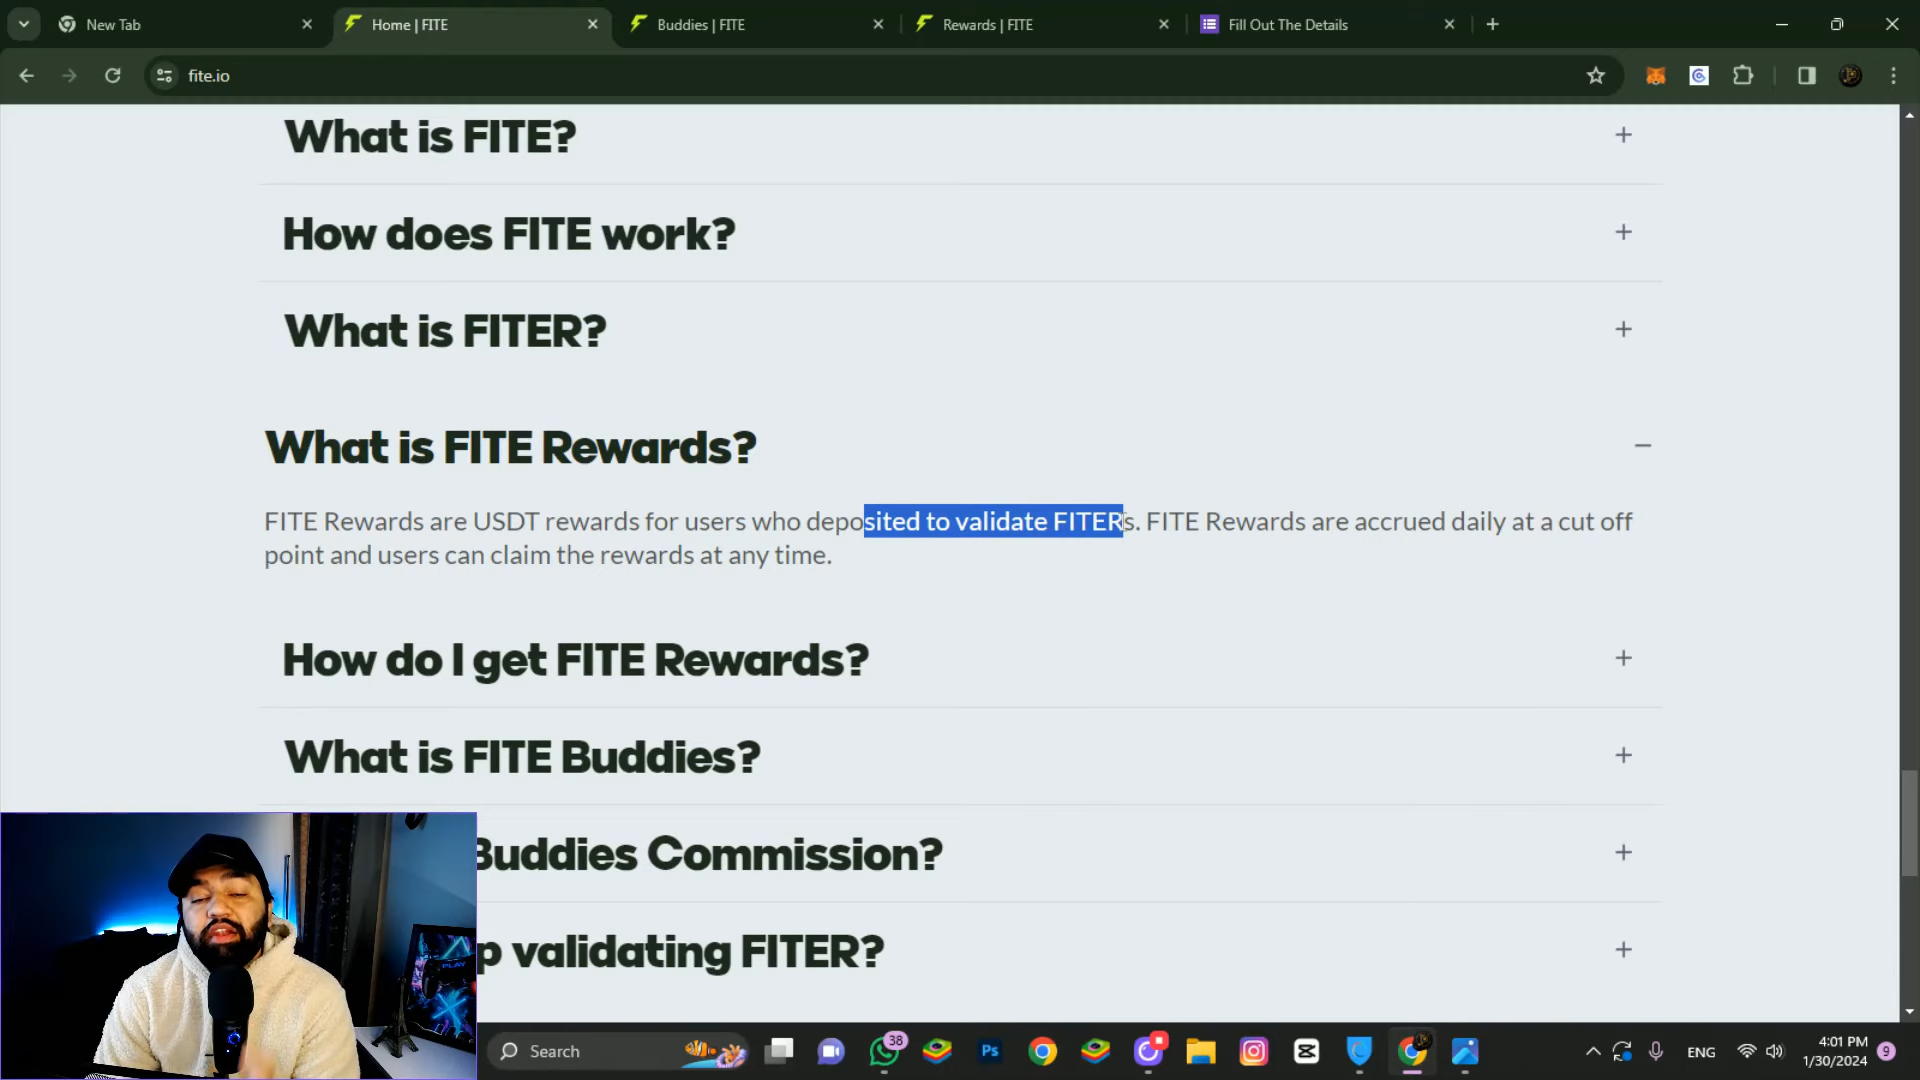 New Tab
Home | FITE
Buddies | FITE
Rewards | FITE
Fill Out The Details
fite.io
What is FITE?
How does FITE work?
What is FITER?
What is FITE Rewards?
FITE Rewards are USDT rewards for users who deposited to validate FITERs. FITE Rewards are accrued daily at a cut off
point and users can claim the rewards at any time.
How do I get FITE Rewards?
What is FITE Buddies?
Buddies Commission?
p validating FITER?
PLAY
Search
38
Ps
ENG
4:01 PM
1/30/2024
9